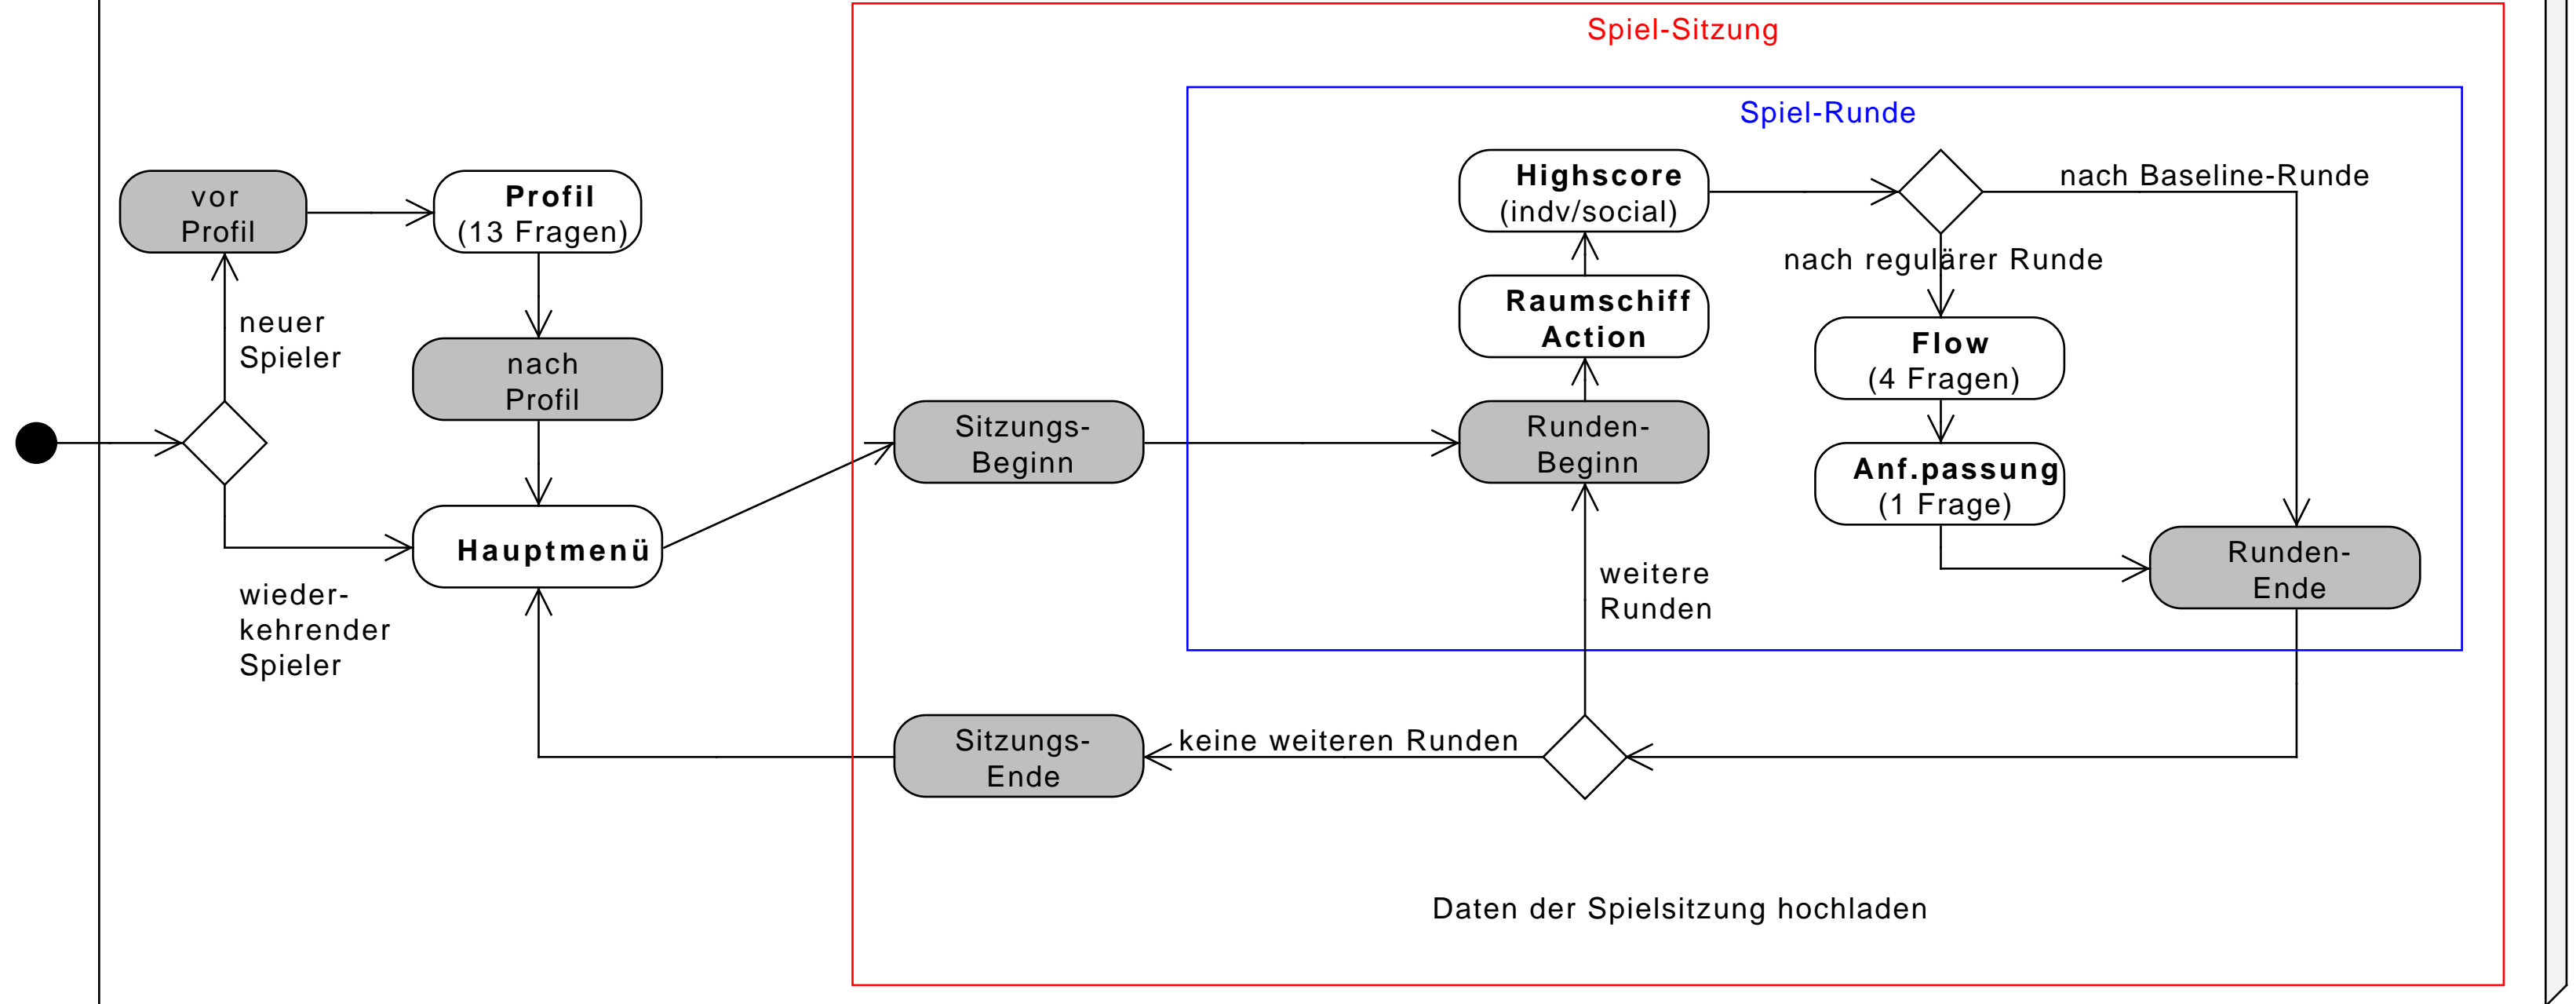 Spiel-Sitzung
Spiel-Runde
vor
Profil
Profil
(13 Fragen)
neuer
Spieler
nach
Profil
Hauptmenü
wieder-
kehrender
Spieler
Sitzungs-
Beginn
Highscore
(indv/social)
Raumschiff
Action
Runden-
Beginn
nach Baseline-Runde
nach regulärer Runde
Flow
(4 Fragen)
Anf.passung
(1 Frage)
Runden-
Ende
weitere
Runden
keine weiteren Runden
Sitzungs-
Ende
Daten der Spielsitzung hochladen